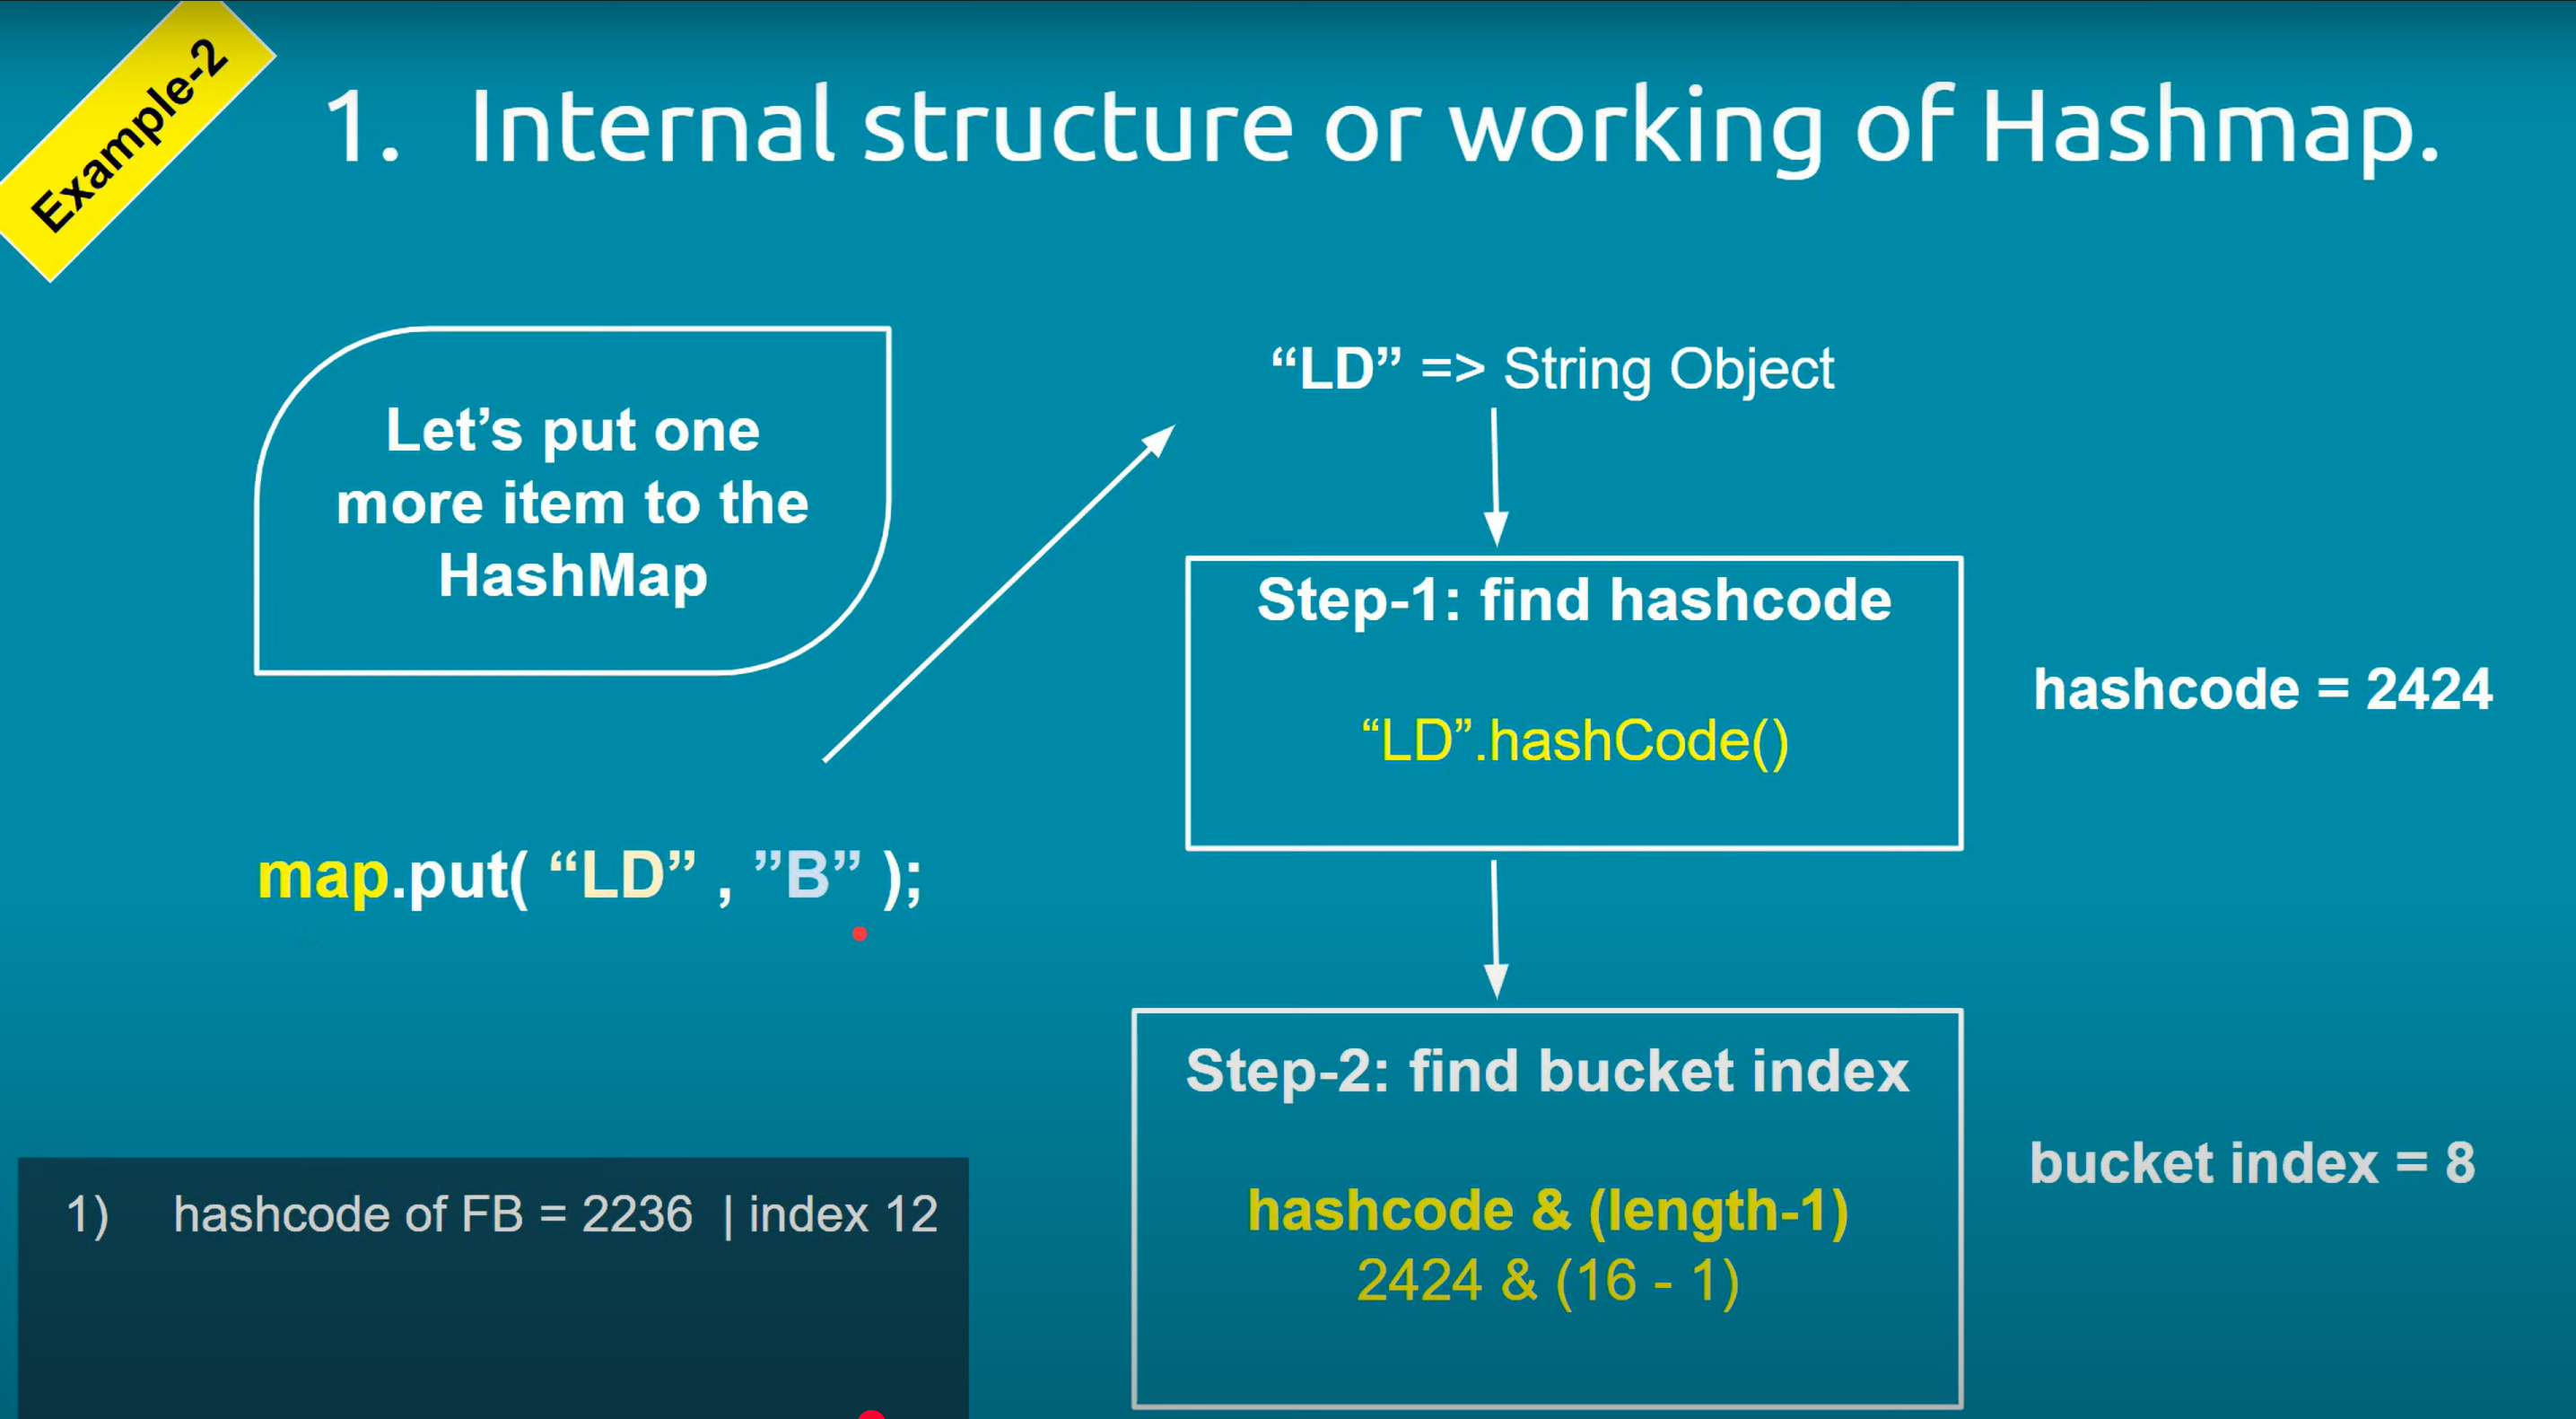 Example-2
1. Internal structure or working of Hashmap.
Let’s put one
more item to the
HashMap
map.put( “LD” , ”B” );
“LD” => String Object
Step-1: find hashcode
“LD”.hashCode()
hashcode = 2424
Step-2: find bucket index
hashcode & (length-1)
2424 & (16 - 1)
bucket index = 8
1) hashcode of FB = 2236 | index 12